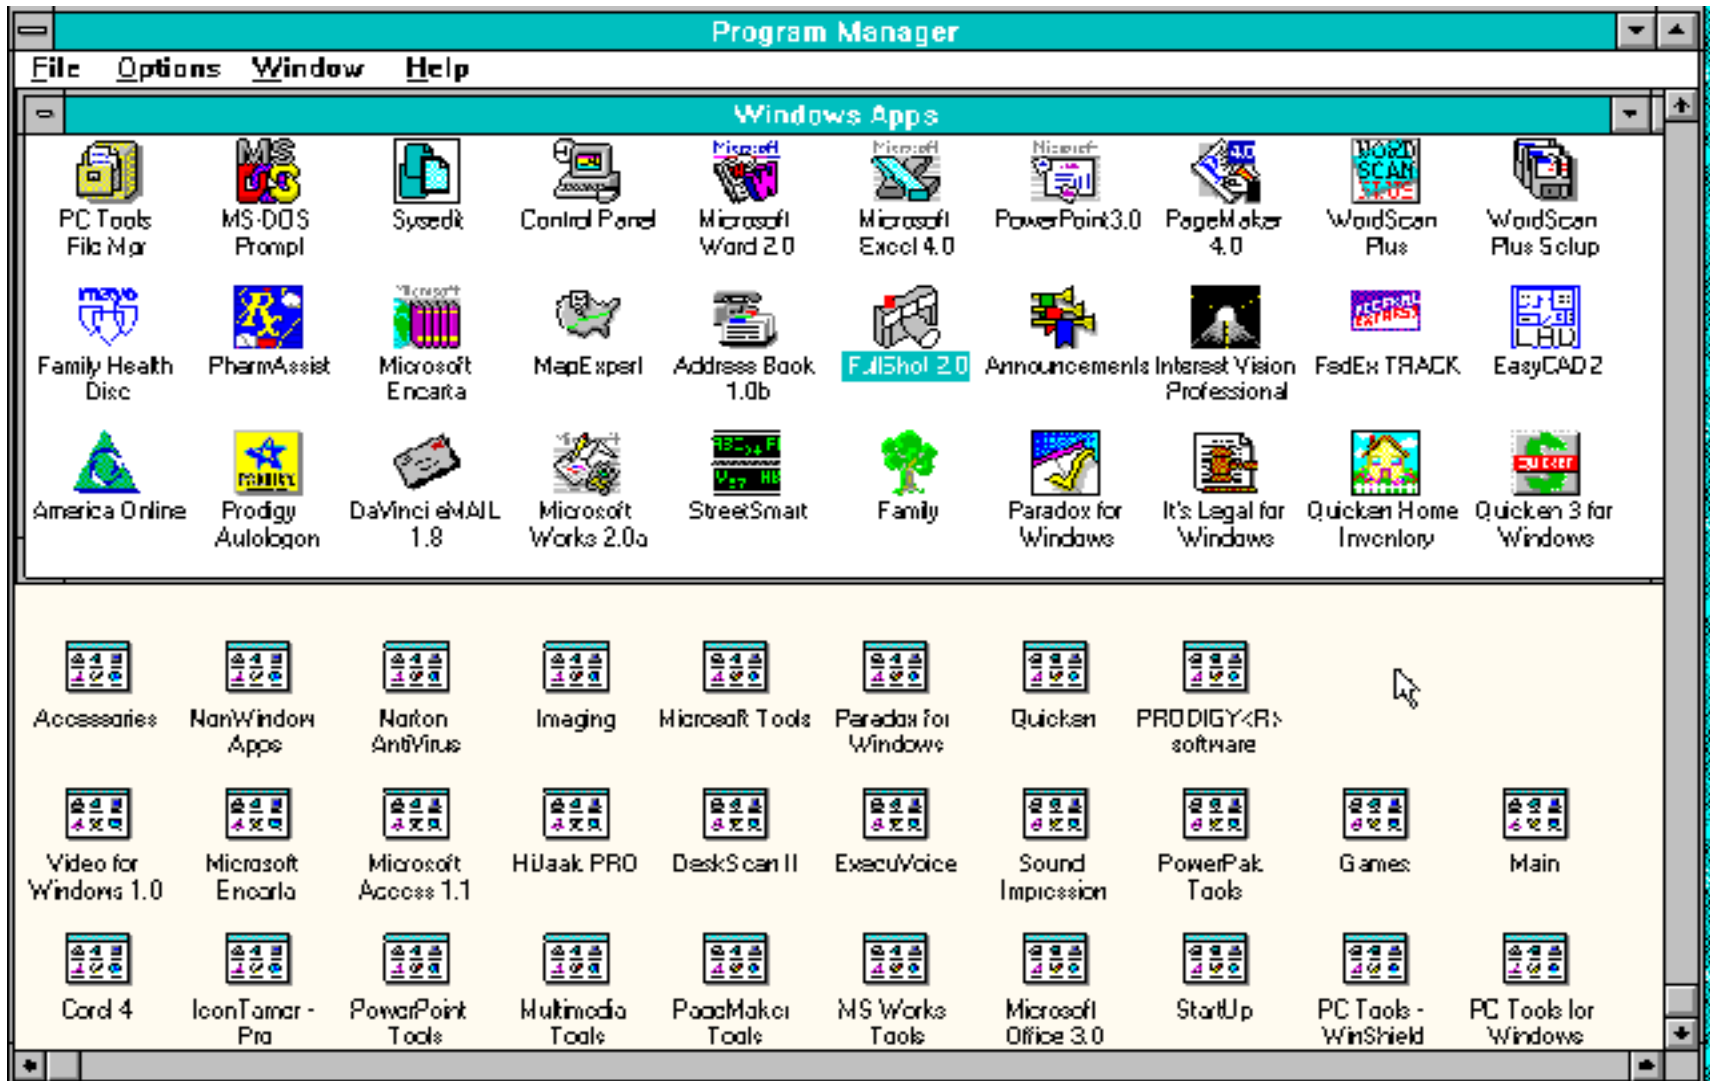 Program Manager
File Options Window Help
Windows Apps
PC Tools File Mgr
MS-DOS Prompt
Sysedit
Control Panel
Microsoft Word 2.0
Microsoft Excel 4.0
PowerPoint 3.0
PageMaker 4.0
WordScan Plus
WordScan Plus Setup
Family Health Disc
PharmAssist
Microsoft Encarta
MapExpert
Address Book 1.0b
FullShot 2.0
Announcements
Interest Vision Professional
FedEx TRACK
EasyCAD 2
America Online
Prodigy Autologon
DaVinci eMAIL 1.8
Microsoft Works 2.0a
StreetSmart
Family
Paradox for Windows
It's Legal for Windows
Quicken Home Inventory
Quicken 3 for Windows
Accessories
NonWindow Apps
Norton AntiVirus
Imaging
Microsoft Tools
Paradox for Windows
Quicken
PRODIGY<R> software
Video for Windows 1.0
Microsoft Encarta
Microsoft Access 1.1
HiJaak PRO
DeskScan II
ExecuVoice
Sound Impression
PowerPak Tools
Games
Main
Corel 4
IconTamer - Pro
PowerPoint Tools
Multimedia Tools
PageMaker Tools
MS Works Tools
Microsoft Office 3.0
StartUp
PC Tools - WinShield
PC Tools for Windows